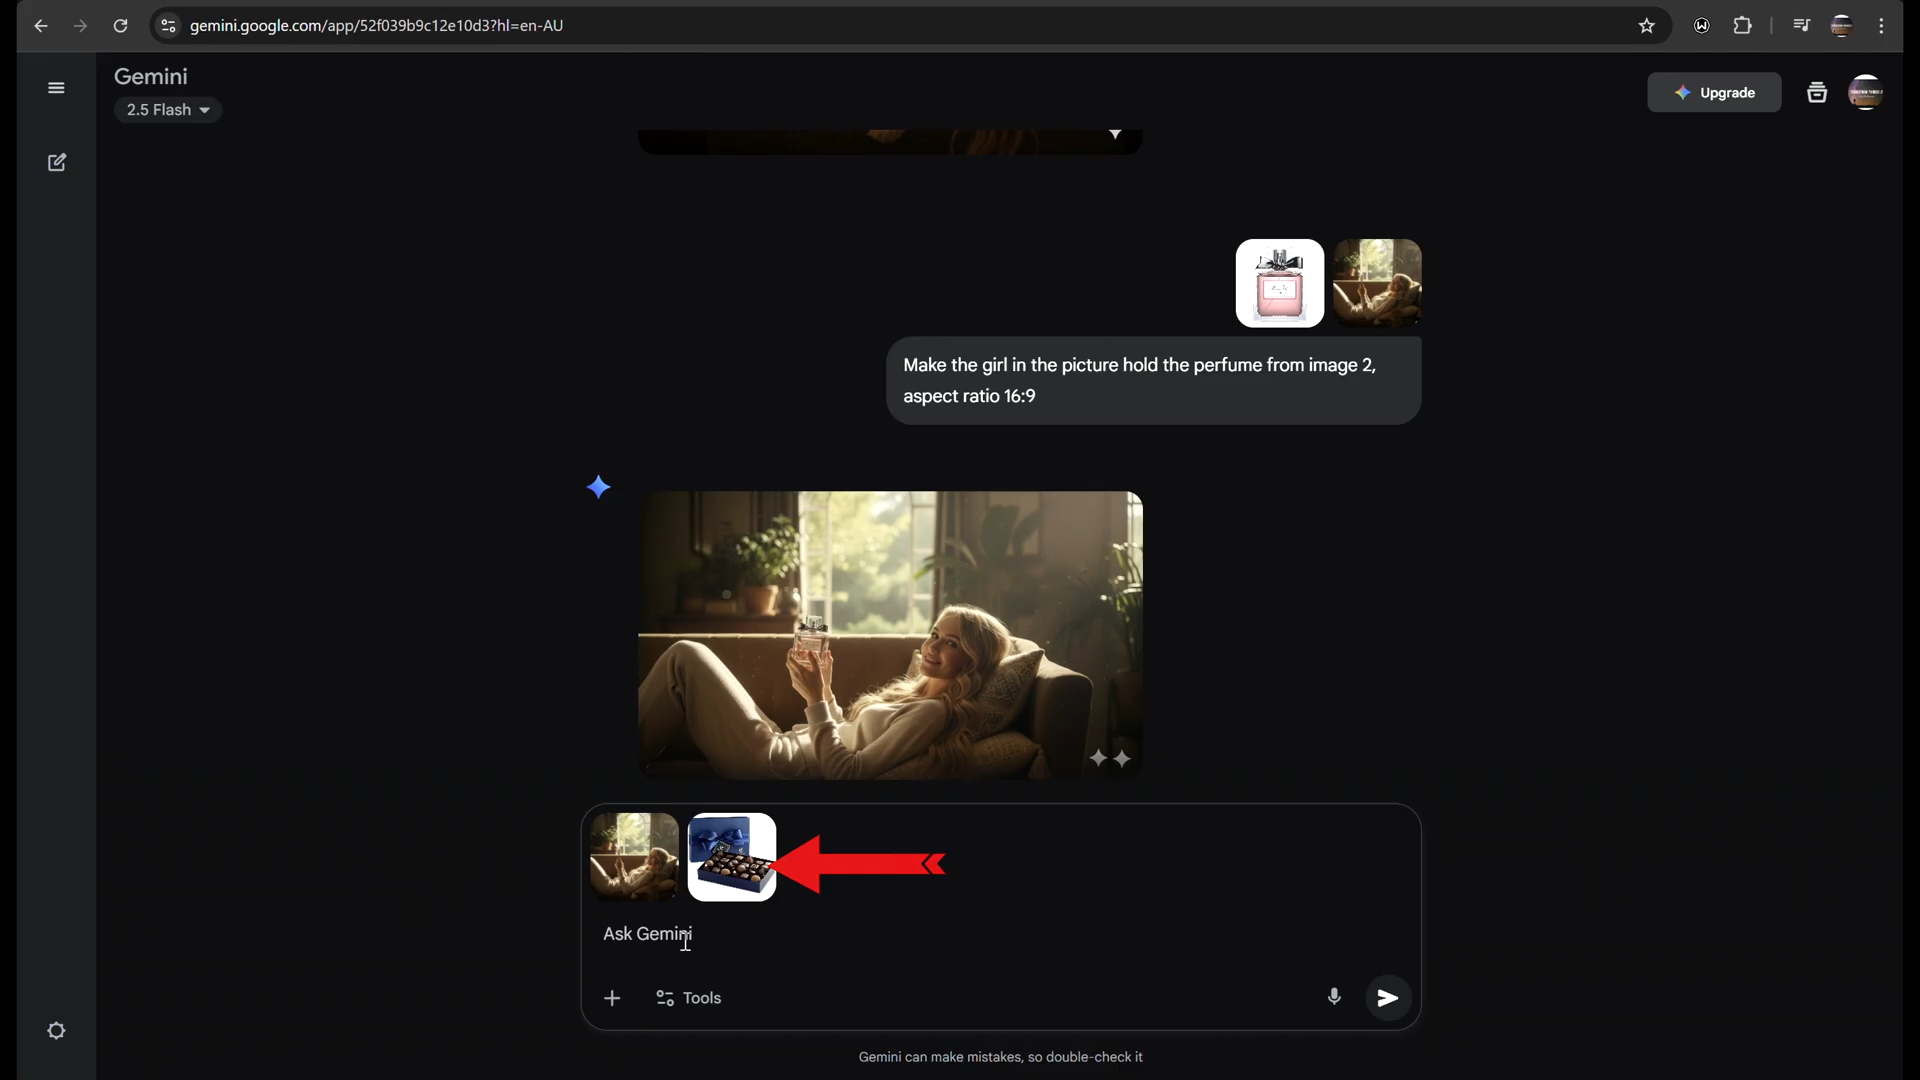 gemini.google.com/app/52f039b9c12e10d3?hl=en-AU
Gemini
2.5 Flash
Upgrade
Make the girl in the picture hold the perfume from image 2,
aspect ratio 16:9
Ask Gemini
Tools
Gemini can make mistakes, so double-check it